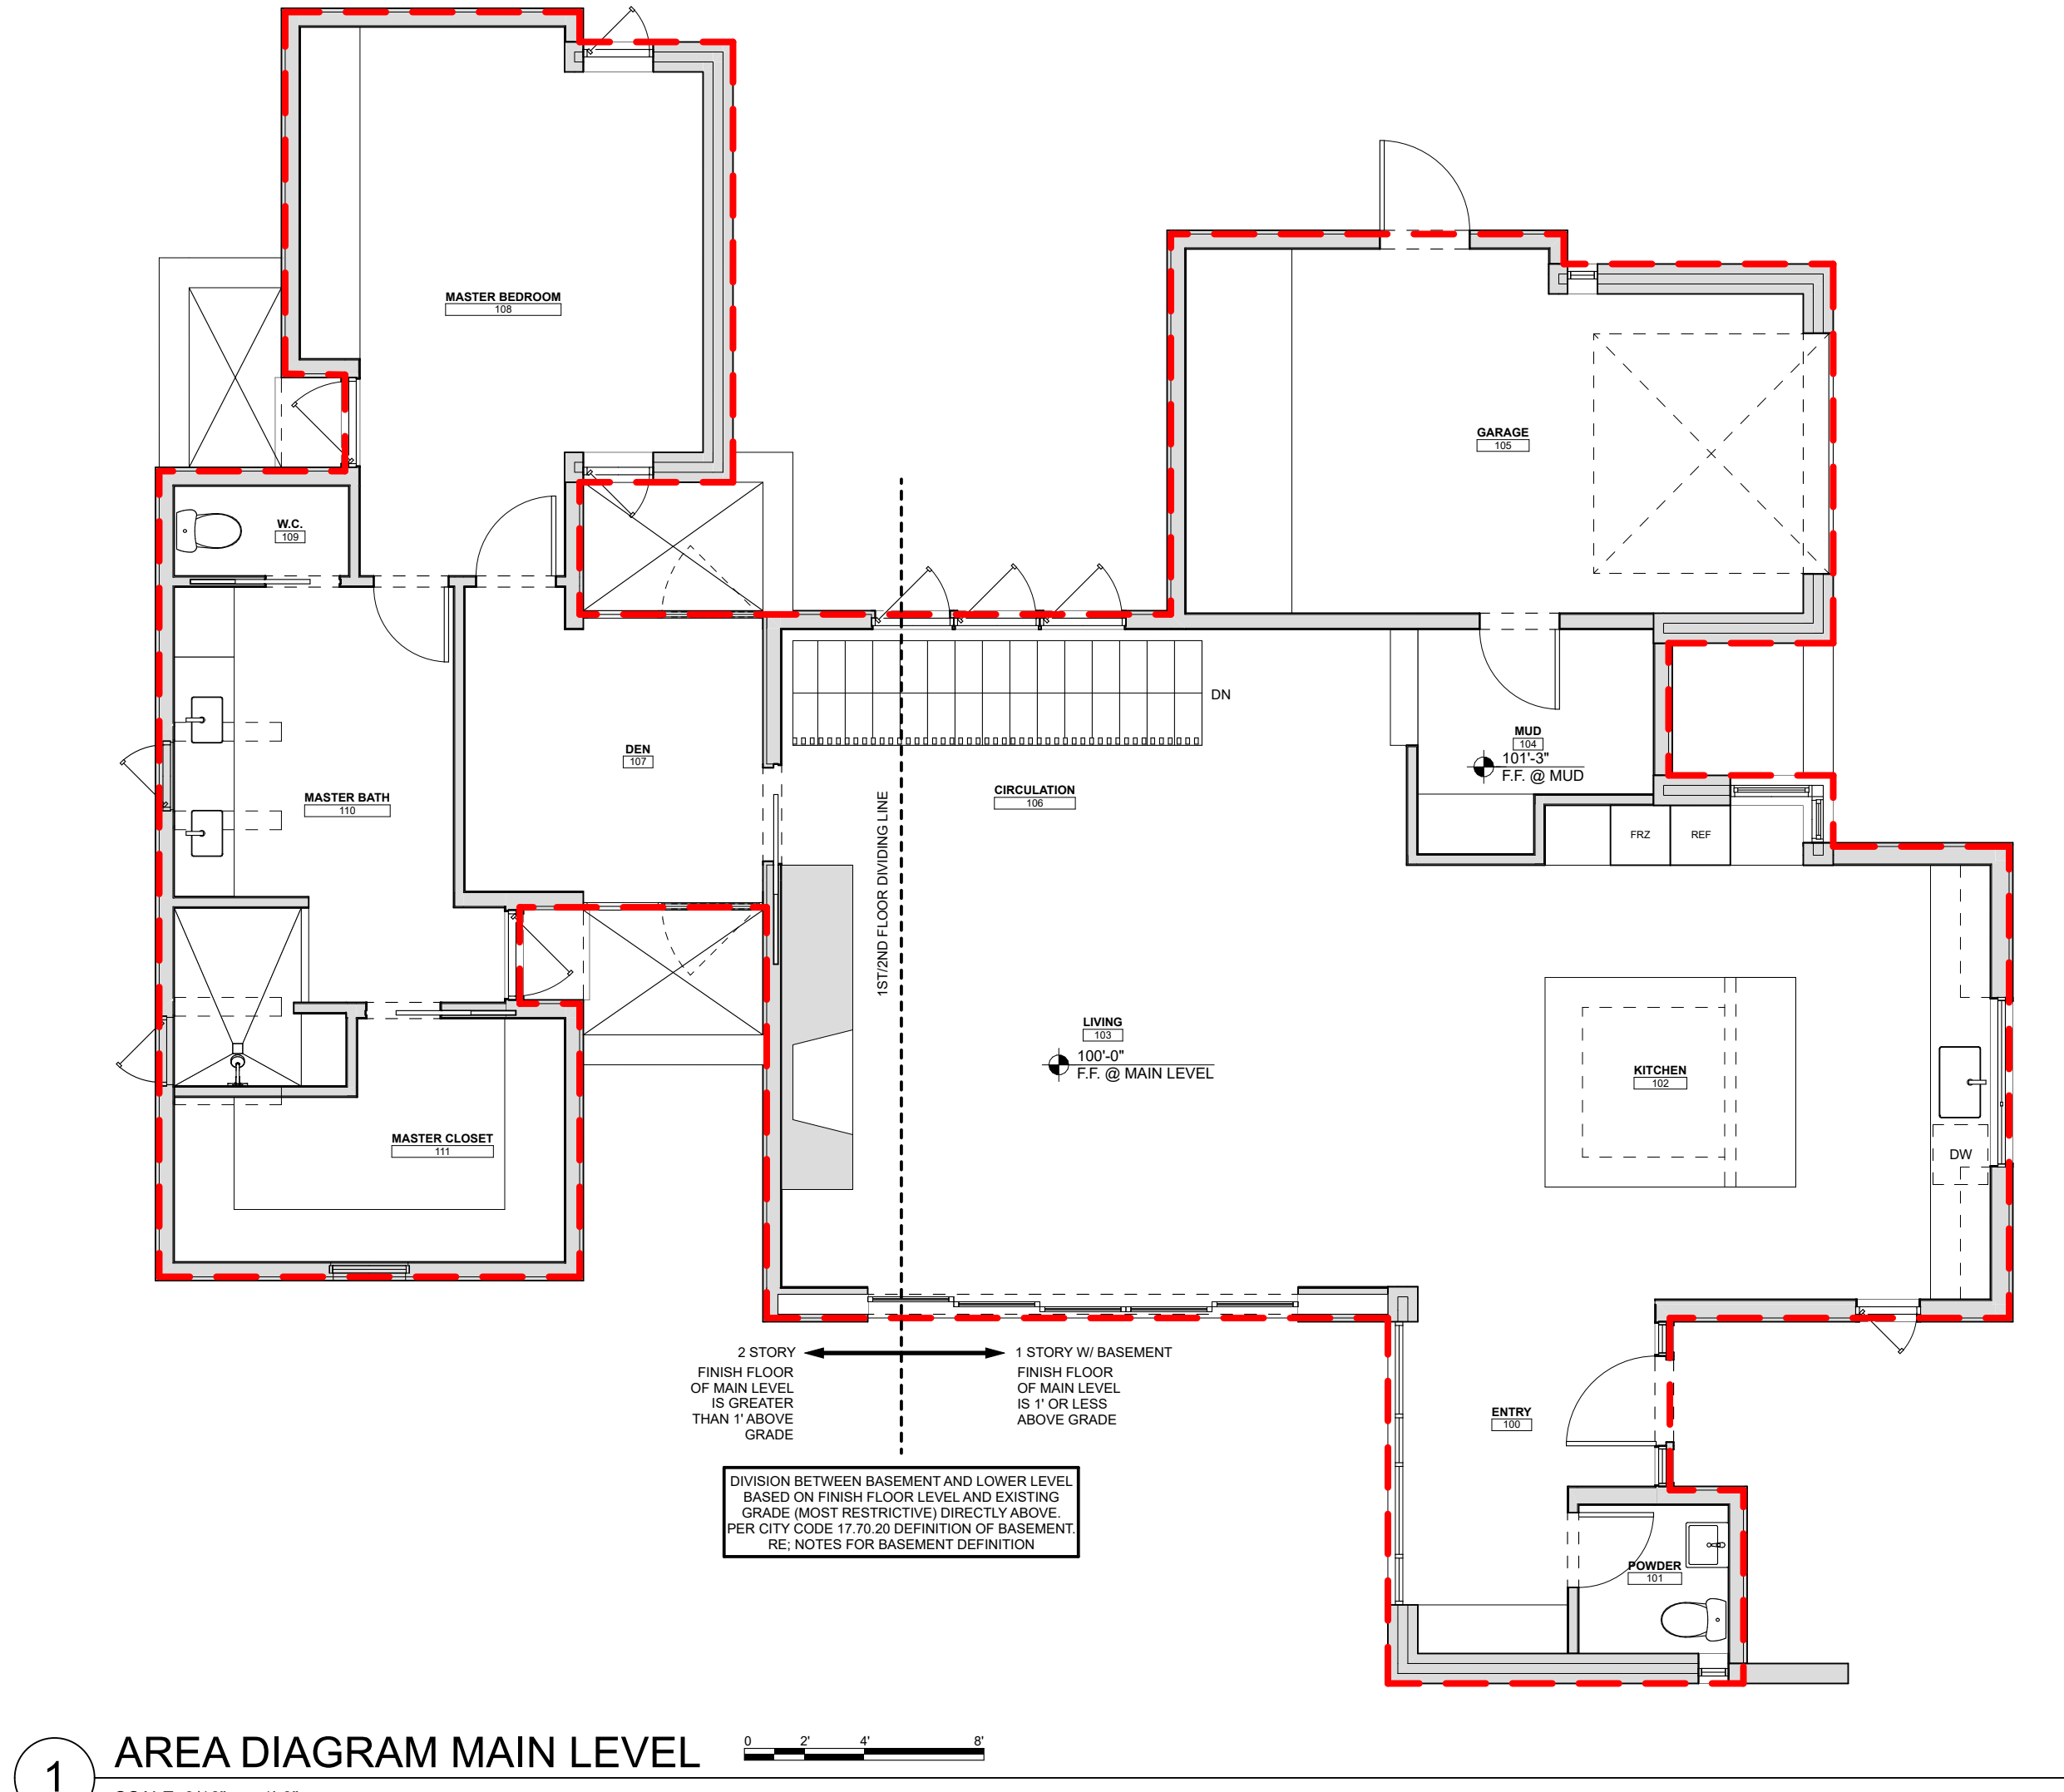 MASTER BEDROOM
108
GARAGE
105
W.C.
109
DN
MUD
104
101'-3"
F.F. @ MUD
DEN
107
CIRCULATION
106
MASTER BATH
110
1ST/2ND FLOOR DIVIDING LINE
FRZ
REF
LIVING
103
100'-0"
F.F. @ MAIN LEVEL
KITCHEN
102
DW
MASTER CLOSET
111
2 STORY
FINISH FLOOR
OF MAIN LEVEL
IS GREATER
THAN 1' ABOVE
GRADE
1 STORY W/ BASEMENT
FINISH FLOOR
OF MAIN LEVEL
IS 1' OR LESS
ABOVE GRADE
ENTRY
100
DIVISION BETWEEN BASEMENT AND LOWER LEVEL
BASED ON FINISH FLOOR LEVEL AND EXISTING
GRADE (MOST RESTRICTIVE) DIRECTLY ABOVE.
PER CITY CODE 17.70.20 DEFINITION OF BASEMENT.
RE; NOTES FOR BASEMENT DEFINITION
POWDER
101
1
AREA DIAGRAM MAIN LEVEL
0 2' 4' 8'